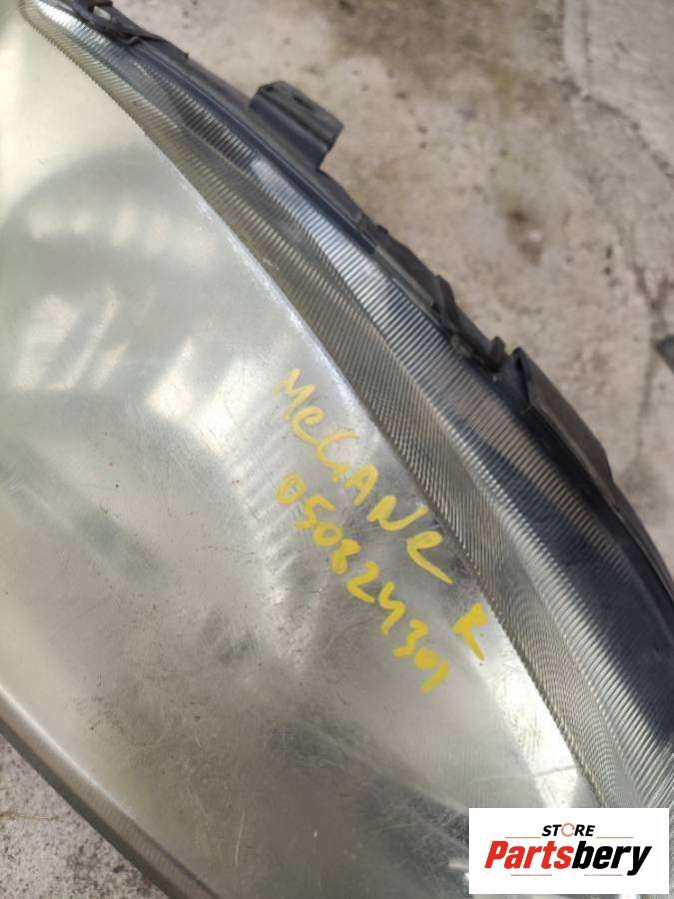 MeGANe R
050824301
STORE
Partsbery